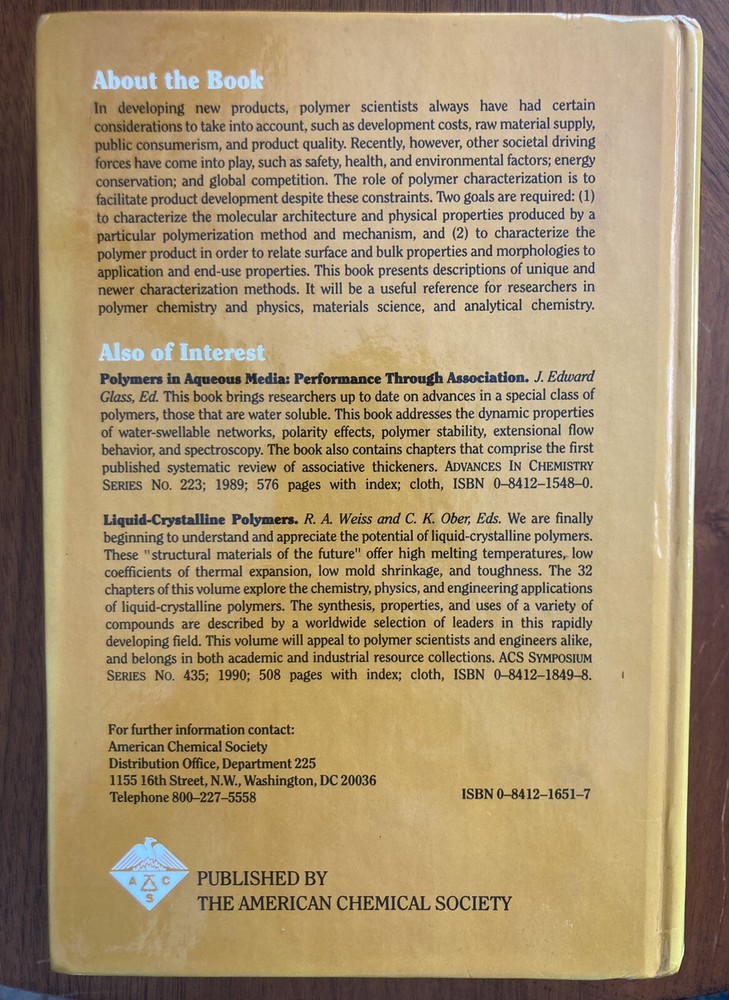 About the Book
In developing new products, polymer scientists always have had certain
considerations to take into account, such as development costs, raw material supply,
public consumerism, and product quality. Recently, however, other societal driving
forces have come into play, such as safety, health, and environmental factors; energy
conservation; and global competition. The role of polymer characterization is to
facilitate product development despite these constraints. Two goals are required: (1)
to characterize the molecular architecture and physical properties produced by a
particular polymerization method and mechanism, and (2) to characterize the
polymer product in order to relate surface and bulk properties and morphologies to
application and end-use properties. This book presents descriptions of unique and
newer characterization methods. It will be a useful reference for researchers in
polymer chemistry and physics, materials science, and analytical chemistry.
Also of Interest
Polymers in Aqueous Media: Performance Through Association. J. Edward
Glass, Ed. This book brings researchers up to date on advances in a special class of
polymers, those that are water soluble. This book addresses the dynamic properties
of water-swellable networks, polarity effects, polymer stability, extensional flow
behavior, and spectroscopy. The book also contains chapters that comprise the first
published systematic review of associative thickeners. ADVANCES IN CHEMISTRY
SERIES NO. 223; 1989; 576 pages with index; cloth, ISBN 0–8412–1548–0.
Liquid-Crystalline Polymers. R. A. Weiss and C. K. Ober, Eds. We are finally
beginning to understand and appreciate the potential of liquid-crystalline polymers.
These "structural materials of the future" offer high melting temperatures, low
coefficients of thermal expansion, low mold shrinkage, and toughness. The 32
chapters of this volume explore the chemistry, physics, and engineering applications
of liquid-crystalline polymers. The synthesis, properties, and uses of a variety of
compounds are described by a worldwide selection of leaders in this rapidly
developing field. This volume will appeal to polymer scientists and engineers alike,
and belongs in both academic and industrial resource collections. ACS SYMPOSIUM
SERIES NO. 435; 1990; 508 pages with index; cloth, ISBN 0–8412–1849–8.
For further information contact:
American Chemical Society
Distribution Office, Department 225
1155 16th Street, N.W., Washington, DC 20036
Telephone 800–227–5558
ISBN 0–8412–1651–7
A C
S
PUBLISHED BY
THE AMERICAN CHEMICAL SOCIETY